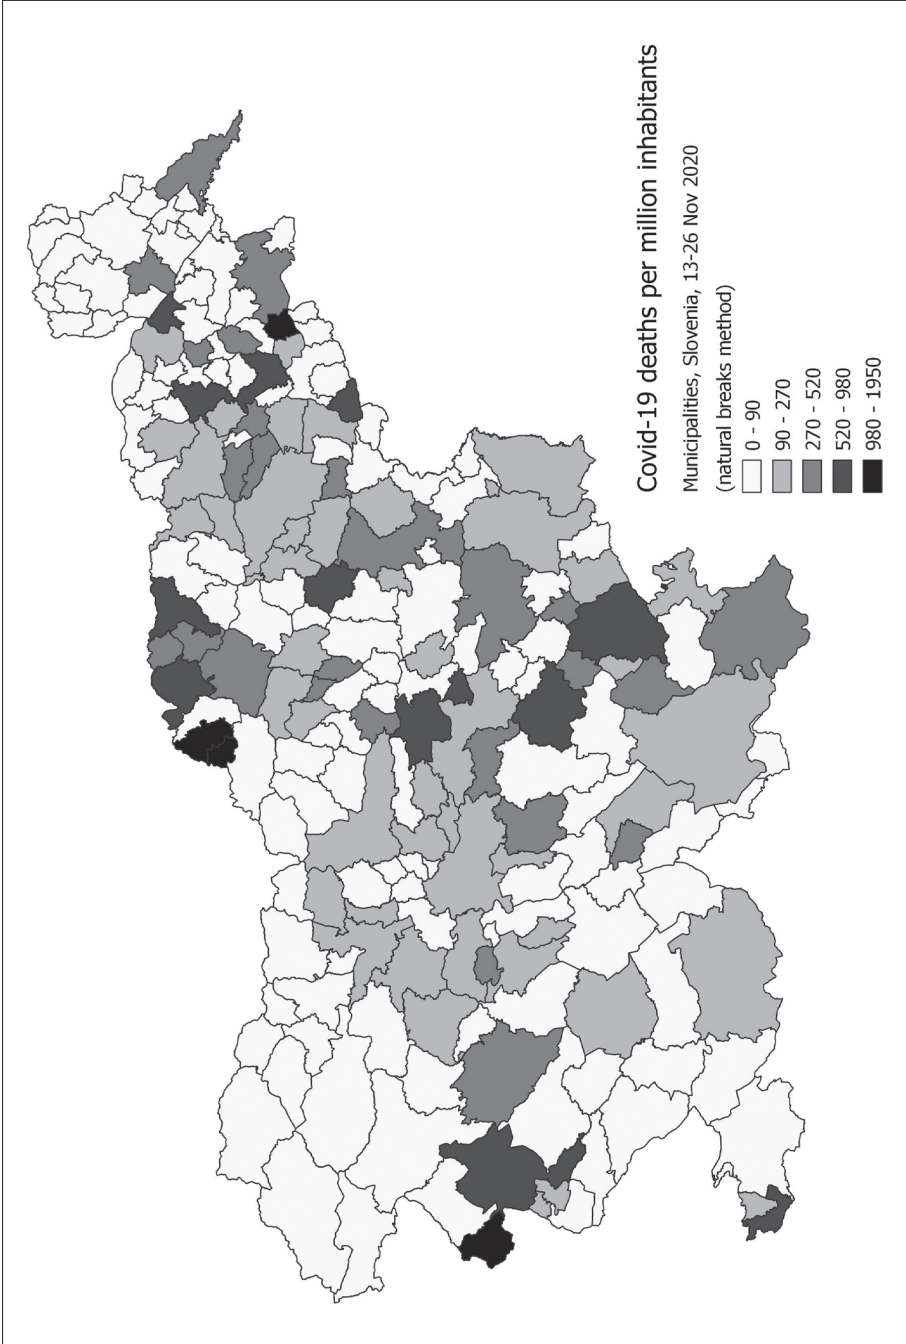 Covid-19 deaths per million inhabitants
Municipalities, Slovenia, 13-26 Nov 2020
(natural breaks method)
0 - 90
90 - 270
270 - 520
520 - 980
980 - 1950